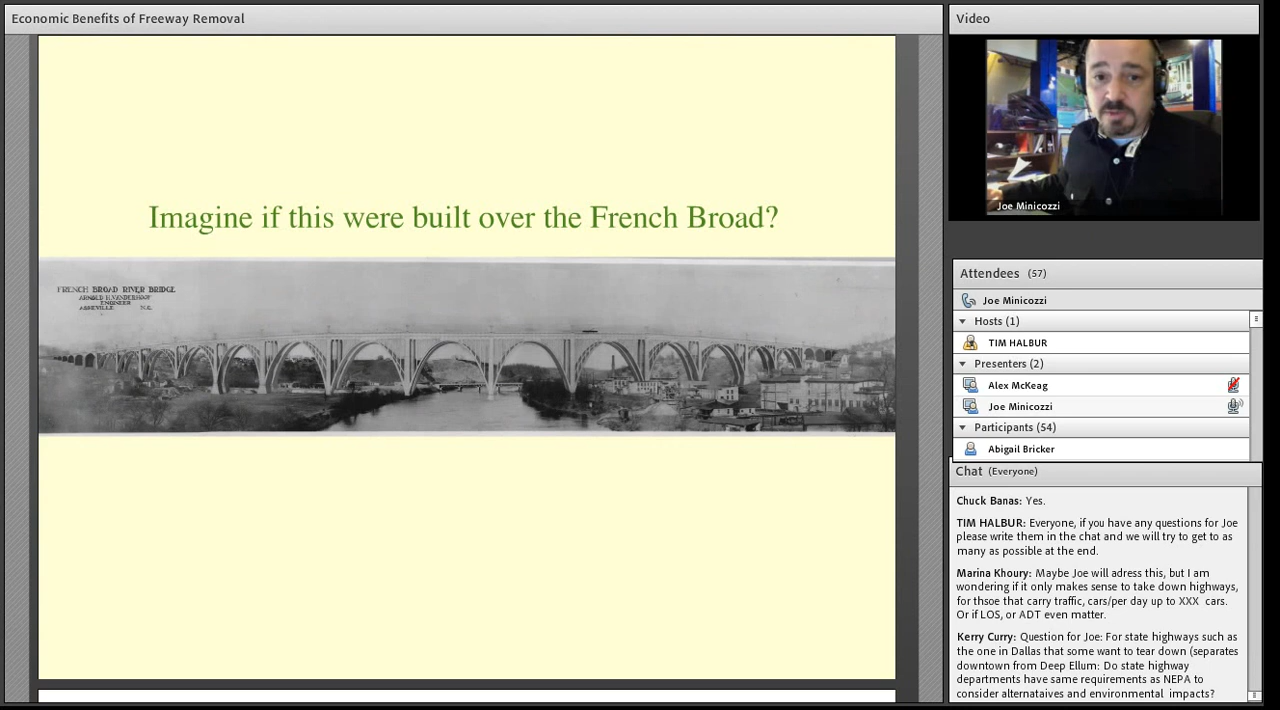 Economic Benefits of Freeway Removal
Imagine if this were built over the French Broad?
FRENCH BROAD RIVER BRIDGE
ARNOLD H. VANDERHOOF
ENGINEER
ASHEVILLE N.C.
Video
Joe Minicozzi
Attendees (57)
Joe Minicozzi
Hosts (1)
TIM HALBUR
Presenters (2)
Alex McKeag
Joe Minicozzi
Participants (54)
Abigail Bricker
Chat (Everyone)
Chuck Banas: Yes.
TIM HALBUR: Everyone, if you have any questions for Joe
please write them in the chat and we will try to get to as
many as possible at the end.
Marina Khoury: Maybe Joe will adress this, but I am
wondering if it only makes sense to take down highways,
for thsoe that carry traffic, cars/per day up to XXX cars.
Or if LOS, or ADT even matter.
Kerry Curry: Question for Joe: For state highways such as
the one in Dallas that some want to tear down (separates
downtown from Deep Ellum: Do state highway
departments have same requirements as NEPA to
consider alternataives and environmental impacts?